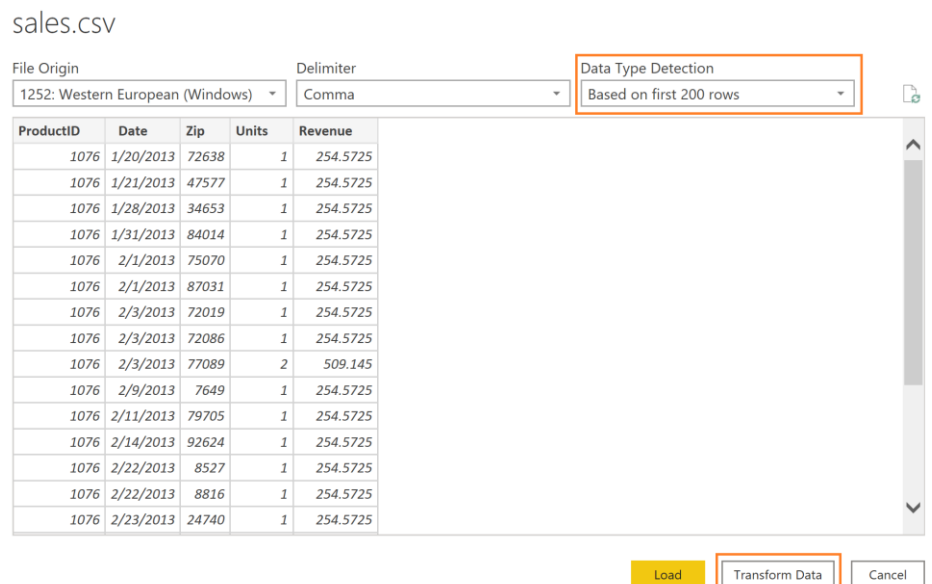 sales.csv
File Origin Delimiter Data Type Detection
1252: Western European (Windows) Comma Based on first 200 rows
ProductID Date Zip Units Revenue
1076 1/20/2013 72638 1 254.5725
1076 1/21/2013 47577 1 254.5725
1076 1/28/2013 34653 1 254.5725
1076 1/31/2013 84014 1 254.5725
1076 2/1/2013 75070 1 254.5725
1076 2/1/2013 87031 1 254.5725
1076 2/3/2013 72019 1 254.5725
1076 2/3/2013 72086 1 254.5725
1076 2/3/2013 77089 2 509.145
1076 2/9/2013 7649 1 254.5725
1076 2/11/2013 79705 1 254.5725
1076 2/14/2013 92624 1 254.5725
1076 2/22/2013 8527 1 254.5725
1076 2/22/2013 8816 1 254.5725
1076 2/23/2013 24740 1 254.5725
Load Transform Data Cancel